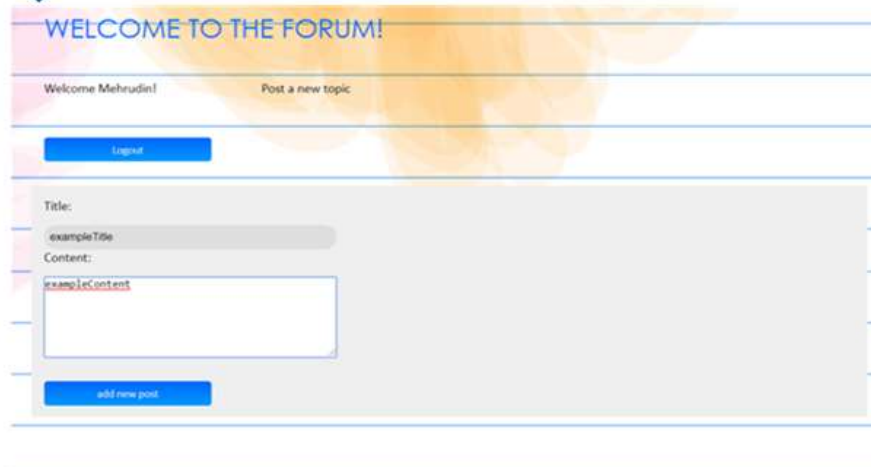 WELCOME TO THE FORUM!
Welcome Mehrudin! Post a new topic
Logout
Title:
exampleTitle
Content:
exampleContent
add new post